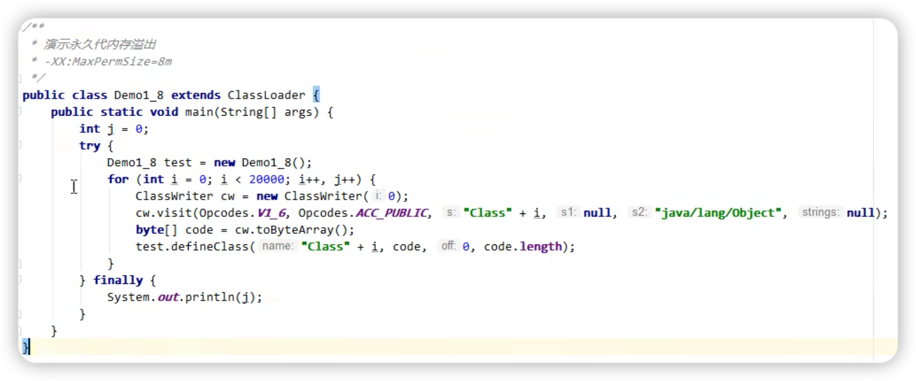 /**
 * 演示永久代内存溢出
 * -XX:MaxPermSize=8m
 */
public class Demo1_8 extends ClassLoader {
    public static void main(String[] args) {
        int j = 0;
        try {
            Demo1_8 test = new Demo1_8();
            for (int i = 0; i < 20000; i++, j++) {
                ClassWriter cw = new ClassWriter( i: 0);
                cw.visit(Opcodes.V1_6, Opcodes.ACC_PUBLIC, s: "Class" + i, s1: null, s2: "java/lang/Object", strings: null);
                byte[] code = cw.toByteArray();
                test.defineClass( name: "Class" + i, code, off: 0, code.length);
            }
        } finally {
            System.out.println(j);
        }
    }
}